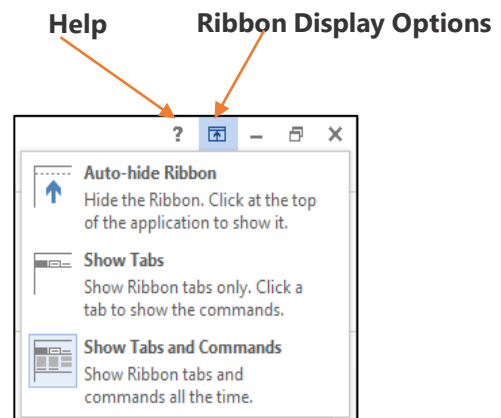 Help
Ribbon Display Options
?
Auto-hide Ribbon
Hide the Ribbon. Click at the top
of the application to show it.
Show Tabs
Show Ribbon tabs only. Click a
tab to show the commands.
Show Tabs and Commands
Show Ribbon tabs and
commands all the time.